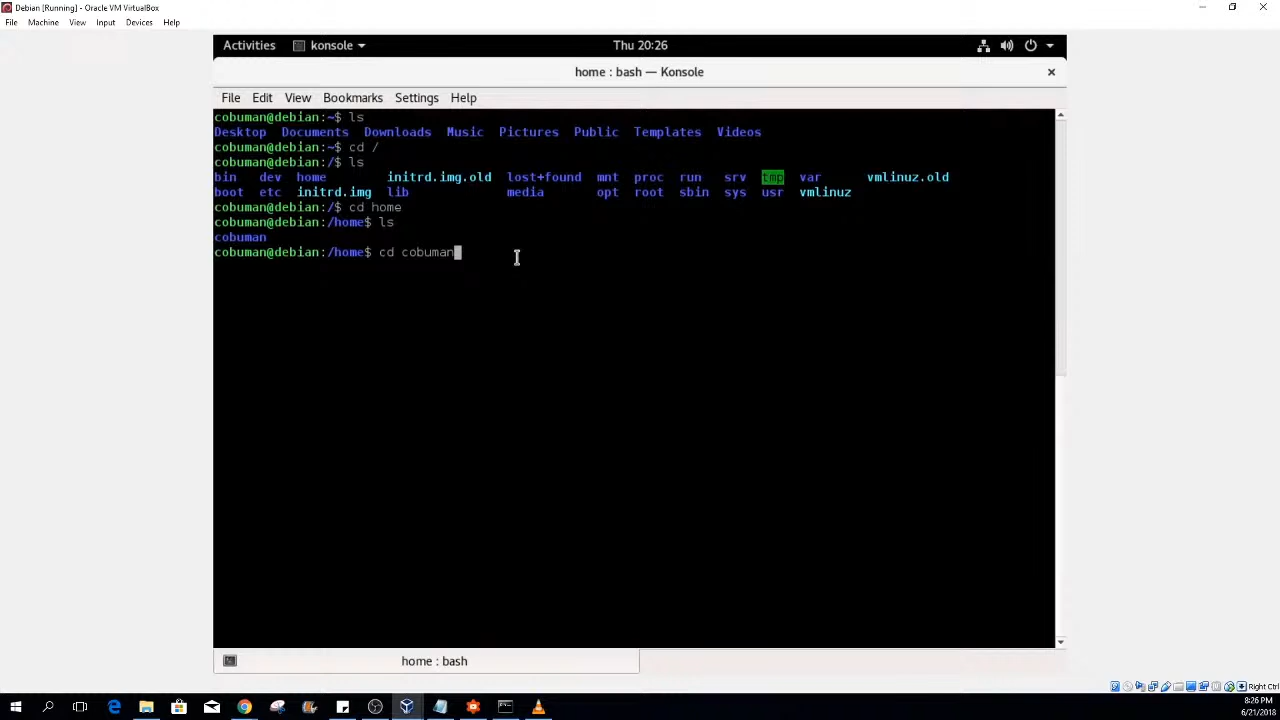 Debian [Running] - Oracle VM VirtualBox
File Machine View Input Devices Help
Activities konsole Thu 20:26
home : bash — Konsole
File Edit View Bookmarks Settings Help
cobuman@debian:~$ ls
Desktop Documents Downloads Music Pictures Public Templates Videos
cobuman@debian:~$ cd /
cobuman@debian:/$ ls
bin dev home initrd.img.old lost+found mnt proc run srv tmp var vmlinuz.old
boot etc initrd.img lib media opt root sbin sys usr vmlinuz
cobuman@debian:/$ cd home
cobuman@debian:/home$ ls
cobuman
cobuman@debian:/home$ cd cobuman
home : bash
Right Ctrl
8:26 PM
6/21/2018